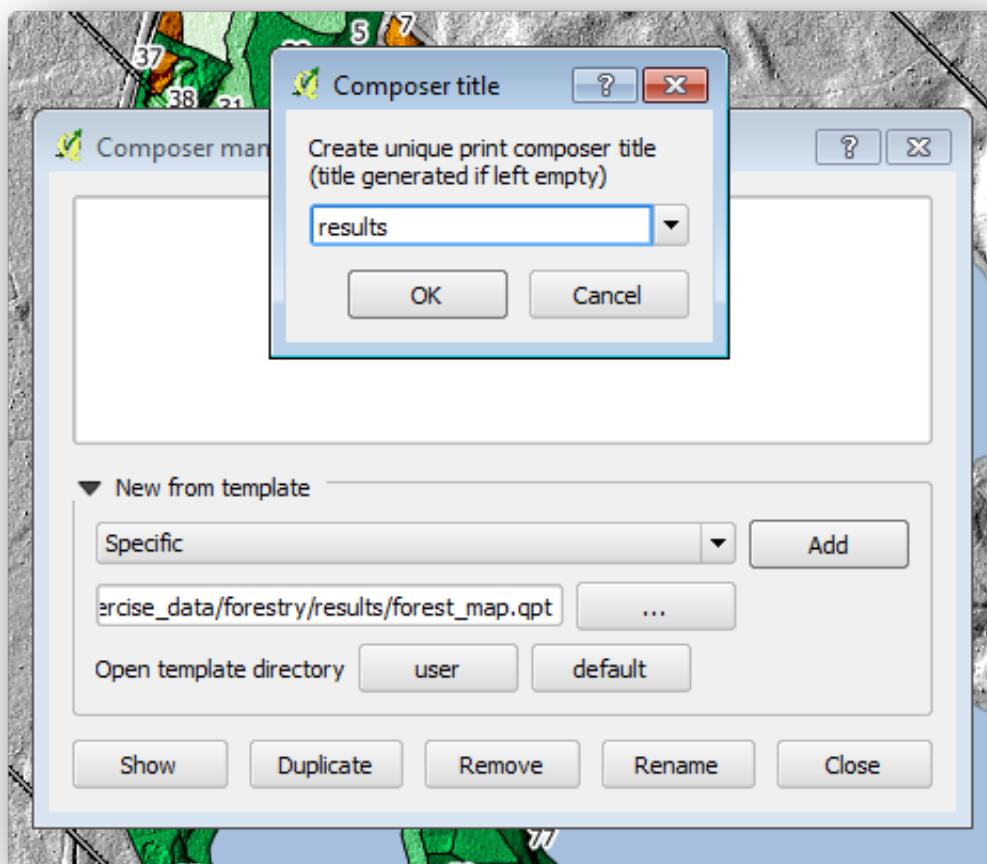 5
7
37
38
31
Composer title
Composer man
Create unique print composer title
(title generated if left empty)
results
OK
Cancel
New from template
Specific
Add
ercise_data/forestry/results/forest_map.qpt
...
Open template directory
user
default
Show
Duplicate
Remove
Rename
Close